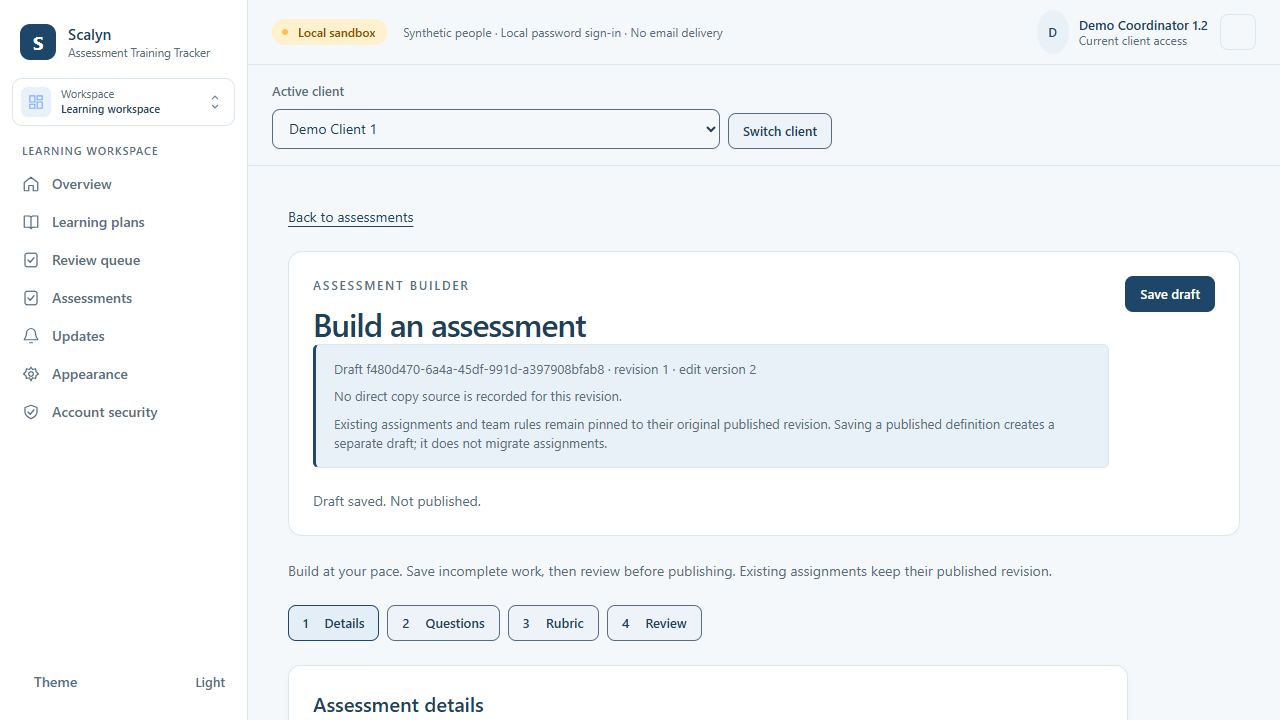 S
Scalyn
Assessment Training Tracker
Workspace
Learning workspace
LEARNING WORKSPACE
Overview
Learning plans
Review queue
Assessments
Updates
Appearance
Account security
Theme
Light
Local sandbox
Synthetic people · Local password sign-in · No email delivery
D
Demo Coordinator 1.2
Current client access
Active client
Demo Client 1
Switch client
Back to assessments
ASSESSMENT BUILDER
Build an assessment
Save draft
Draft f480d470-6a4a-45df-991d-a397908bfab8 · revision 1 · edit version 2
No direct copy source is recorded for this revision.
Existing assignments and team rules remain pinned to their original published revision. Saving a published definition creates a
separate draft; it does not migrate assignments.
Draft saved. Not published.
Build at your pace. Save incomplete work, then review before publishing. Existing assignments keep their published revision.
1 Details
2 Questions
3 Rubric
4 Review
Assessment details